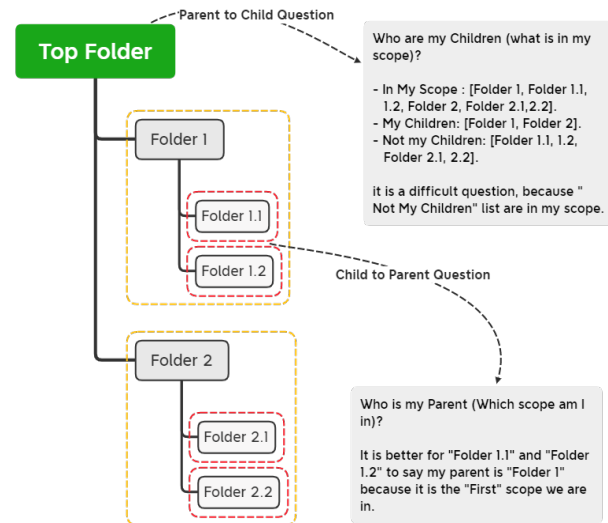 Parent to Child Question
Top Folder
Who are my Children (what is in my
scope)?
- In My Scope : [Folder 1, Folder 1.1,
1.2, Folder 2, Folder 2.1,2.2].
- My Children: [Folder 1, Folder 2].
- Not my Children: [Folder 1.1, 1.2,
Folder 2.1, 2.2].
it is a difficult question, because "
Not My Children" list are in my scope.
Folder 1
Folder 1.1
Folder 1.2
Child to Parent Question
Folder 2
Folder 2.1
Folder 2.2
Who is my Parent (Which scope am I
in)?
It is better for "Folder 1.1" and "Folder
1.2" to say my parent is "Folder 1"
because it is the "First" scope we are
in.